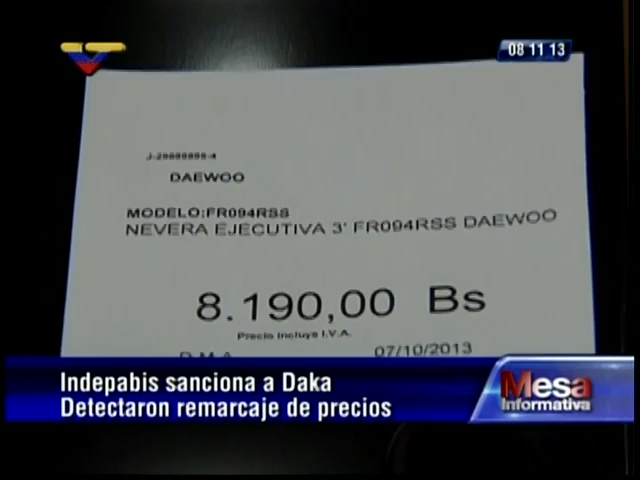 08 11 13
DAEWOO
MODELO:FR094RSS
NEVERA EJECUTIVA 3' FR094RSS DAEWOO
8.190,00 Bs
Precio Incluye I.V.A.
07/10/2013
Indepabis sanciona a Daka
Detectaron remarcaje de precios
Mesa
Informativa